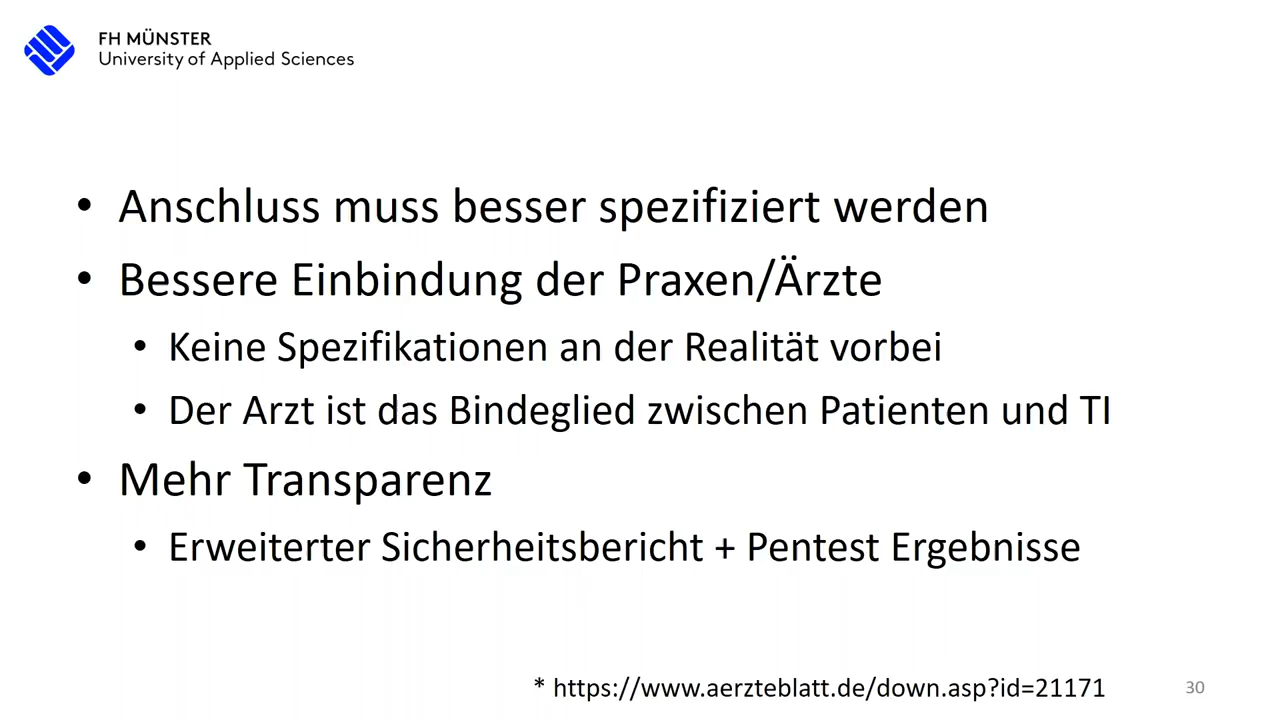 FH MÜNSTER
University of Applied Sciences
• Anschluss muss besser spezifiziert werden
• Bessere Einbindung der Praxen/Ärzte
• Keine Spezifikationen an der Realität vorbei
• Der Arzt ist das Bindeglied zwischen Patienten und TI
• Mehr Transparenz
• Erweiterter Sicherheitsbericht + Pentest Ergebnisse
* https://www.aerzteblatt.de/down.asp?id=21171
30